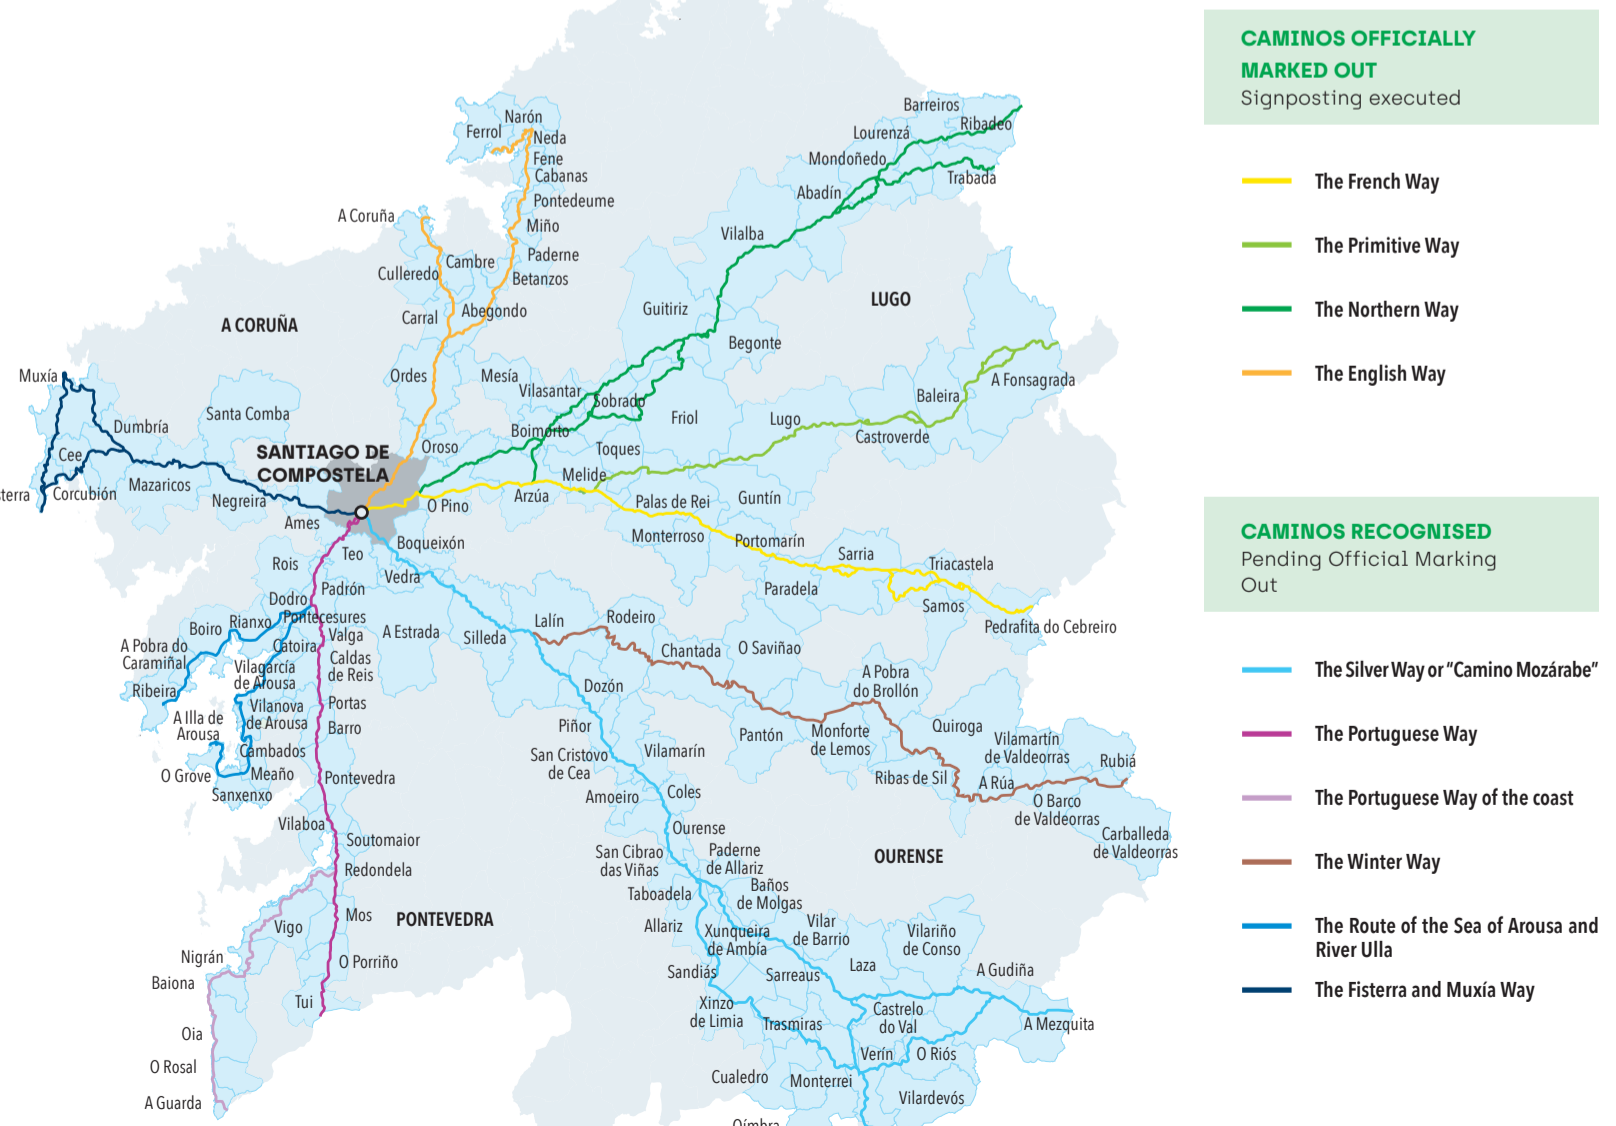 CAMINOS OFFICIALLY
MARKED OUT
Signposting executed
The French Way
The Primitive Way
The Northern Way
The English Way
CAMINOS RECOGNISED
Pending Official Marking
Out
The Silver Way or "Camino Mozárabe"
The Portuguese Way
The Portuguese Way of the coast
The Winter Way
The Route of the Sea of Arousa and
River Ulla
The Fisterra and Muxía Way
Narón
Ferrol
Neda
Fene
Cabanas
Pontedeume
Miño
Paderne
Betanzos
A Coruña
Cambre
Culleredo
Abegondo
Carral
A CORUÑA
Ordes
Mesía
Vilasantar
Sobrado
Boimorto
Oroso
Toques
Melide
Arzúa
O Pino
Barreiros
Ribadeo
Lourenzá
Mondoñedo
Trabada
Abadín
Vilalba
LUGO
Guitiriz
Begonte
Friol
Lugo
Castroverde
Baleira
A Fonsagrada
Muxía
Dumbría
Santa Comba
Cee
sterra
Corcubión
Mazaricos
Negreira
Ames
SANTIAGO DE
COMPOSTELA
Palas de Rei
Guntín
Monterroso
Portomarín
Sarria
Triacastela
Paradela
Samos
Pedrafita do Cebreiro
Boqueixón
Teo
Vedra
Rois
Padrón
Dodro
Pontecesures
Rianxo
Boiro
Valga
Catoira
A Pobra do
Caramiñal
Vilagarcía
de Arousa
Caldas
de Reis
Ribeira
Vilanova
de Arousa
Portas
A Illa de
Arousa
Barro
Cambados
O Grove
Meaño
Pontevedra
Sanxenxo
Vilaboa
Soutomaior
Redondela
Mos
PONTEVEDRA
Vigo
Nigrán
O Porriño
Baiona
Tui
Oia
O Rosal
A Guarda
A Estrada
Silleda
Lalín
Rodeiro
Chantada
O Saviñao
A Pobra
do Brollón
Dozón
Piñor
San Cristovo
de Cea
Vilamarín
Pantón
Monforte
de Lemos
Quiroga
Vilamartín
de Valdeorras
Rubiá
Ribas de Sil
A Rúa
O Barco
de Valdeorras
Carballeda
de Valdeorras
Amoeiro
Coles
Ourense
OURENSE
San Cibrao
das Viñas
Paderne
de Allariz
Taboadela
Baños
de Molgas
Allariz
Xunqueira
de Ambía
Vilar
de Barrio
Vilariño
de Conso
Sandiás
Sarreaus
Laza
A Gudiña
Xinzo
de Limia
Trasmiras
Castrelo
do Val
A Mezquita
Verín
O Riós
Cualedro
Monterrei
Vilardevós
Oímbra